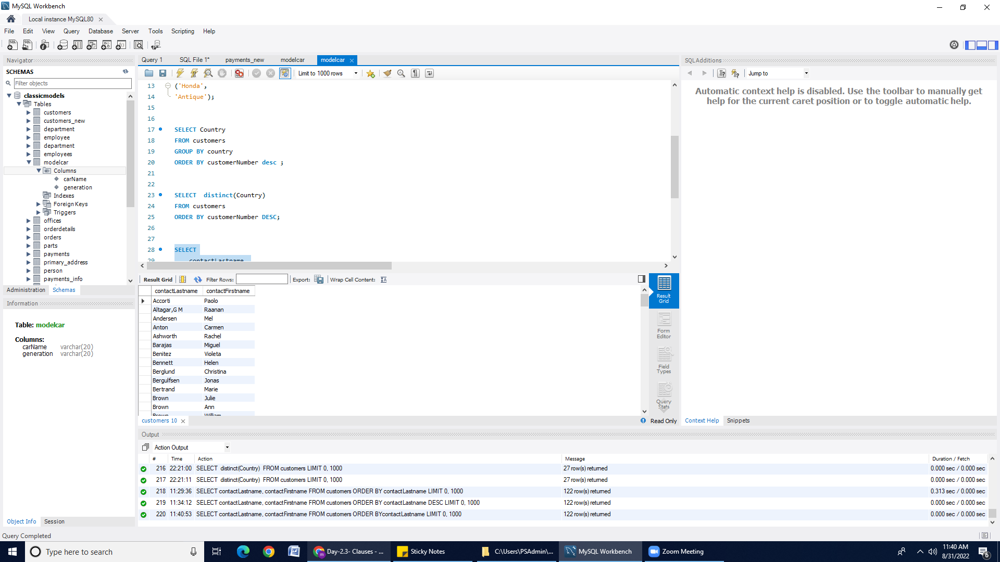 MySQL Workbench
Local instance MySQL80
File Edit View Query Database Server Tools Scripting Help
Navigator
SCHEMAS
Filter objects
classicmodels
Tables
customers
customers_new
department
employee
department
employees
modelcar
Columns
carName
generation
Indexes
Foreign Keys
Triggers
offices
orderdetails
orders
parts
payments
primary_address
person
payments_info
Administration Schemas
Information
Table: modelcar
Columns:
carName varchar(20)
generation varchar(20)
Object Info Session
Query 1 SQL File 1* payments_new modelcar modelcar
Limit to 1000 rows
13 ('Honda',
14 'Antique');
15
16
17 SELECT Country
18 FROM customers
19 GROUP BY country
20 ORDER BY customerNumber desc ;
21
22
23 SELECT distinct(Country)
24 FROM customers
25 ORDER BY customerNumber DESC;
26
27
28 SELECT
29 contactLastname
Result Grid Filter Rows: Export: Wrap Cell Content:
contactLastname contactFirstname
Accorti Paolo
Altagar,G M Raanan
Andersen Mel
Anton Carmen
Ashworth Rachel
Barajas Miguel
Benitez Violeta
Bennett Helen
Berglund Christina
Bergulfsen Jonas
Bertrand Marie
Brown Julie
Brown Ann
Brown William
Result Grid
Form Editor
Field Types
Query Stats
customers 10 Read Only
SQLAdditions
Jump to
Automatic context help is disabled. Use the toolbar to manually get
help for the current caret position or to toggle automatic help.
Context Help Snippets
Output
Action Output
# Time Action Message Duration / Fetch
216 22:21:00 SELECT distinct(Country) FROM customers LIMIT 0, 1000 27 row(s) returned 0.000 sec / 0.000 sec
217 22:21:11 SELECT distinct(Country) FROM customers LIMIT 0, 1000 27 row(s) returned 0.000 sec / 0.000 sec
218 11:29:36 SELECT contactLastname, contactFirstname FROM customers ORDER BY contactLastname LIMIT 0, 1000 122 row(s) returned 0.313 sec / 0.000 sec
219 11:34:12 SELECT contactLastname, contactFirstname FROM customers ORDER BY contactLastname DESC LIMIT 0, 1000 122 row(s) returned 0.000 sec / 0.000 sec
220 11:40:53 SELECT contactLastname, contactFirstname FROM customers ORDER BYcontactLastname LIMIT 0, 1000 122 row(s) returned 0.000 sec / 0.000 sec
Query Completed
Type here to search
Day-2.3- Clauses - ...
Sticky Notes
C:\Users\PSAdmin\...
MySQL Workbench
Zoom Meeting
11:40 AM
8/31/2022
6